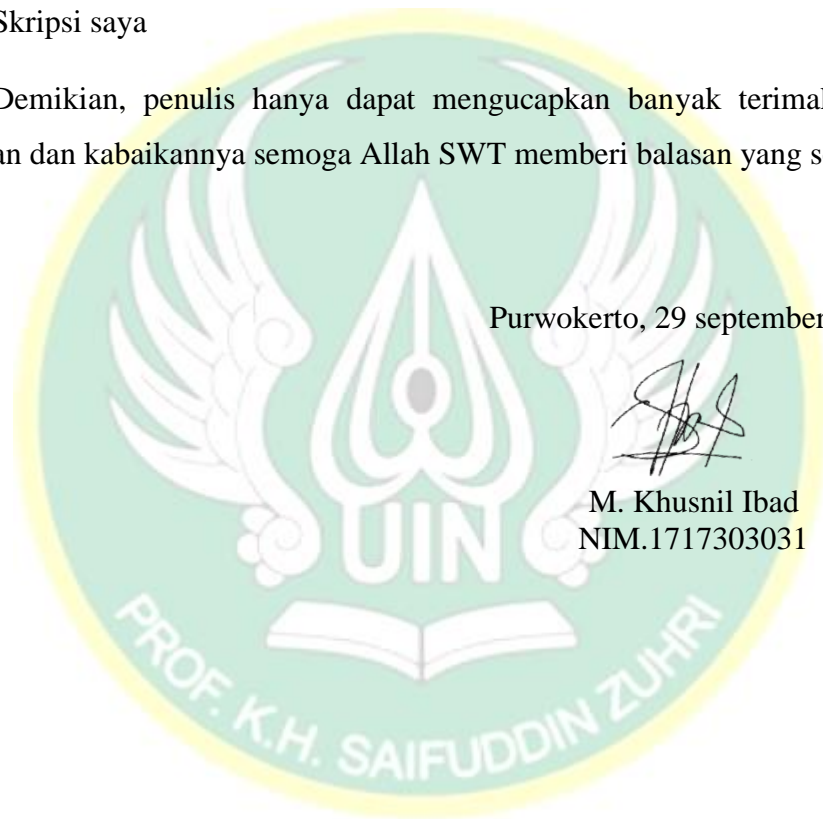 Skripsi saya
Demikian, penulis hanya dapat mengucapkan banyak
an dan kabaikannya semoga Allah SWT memberi balasan yang
Purwokerto, 29 september
M. Khusnil Ibad
NIM.1717303031
UIN
PROF. K.H. SAIFUDDIN ZUHRI